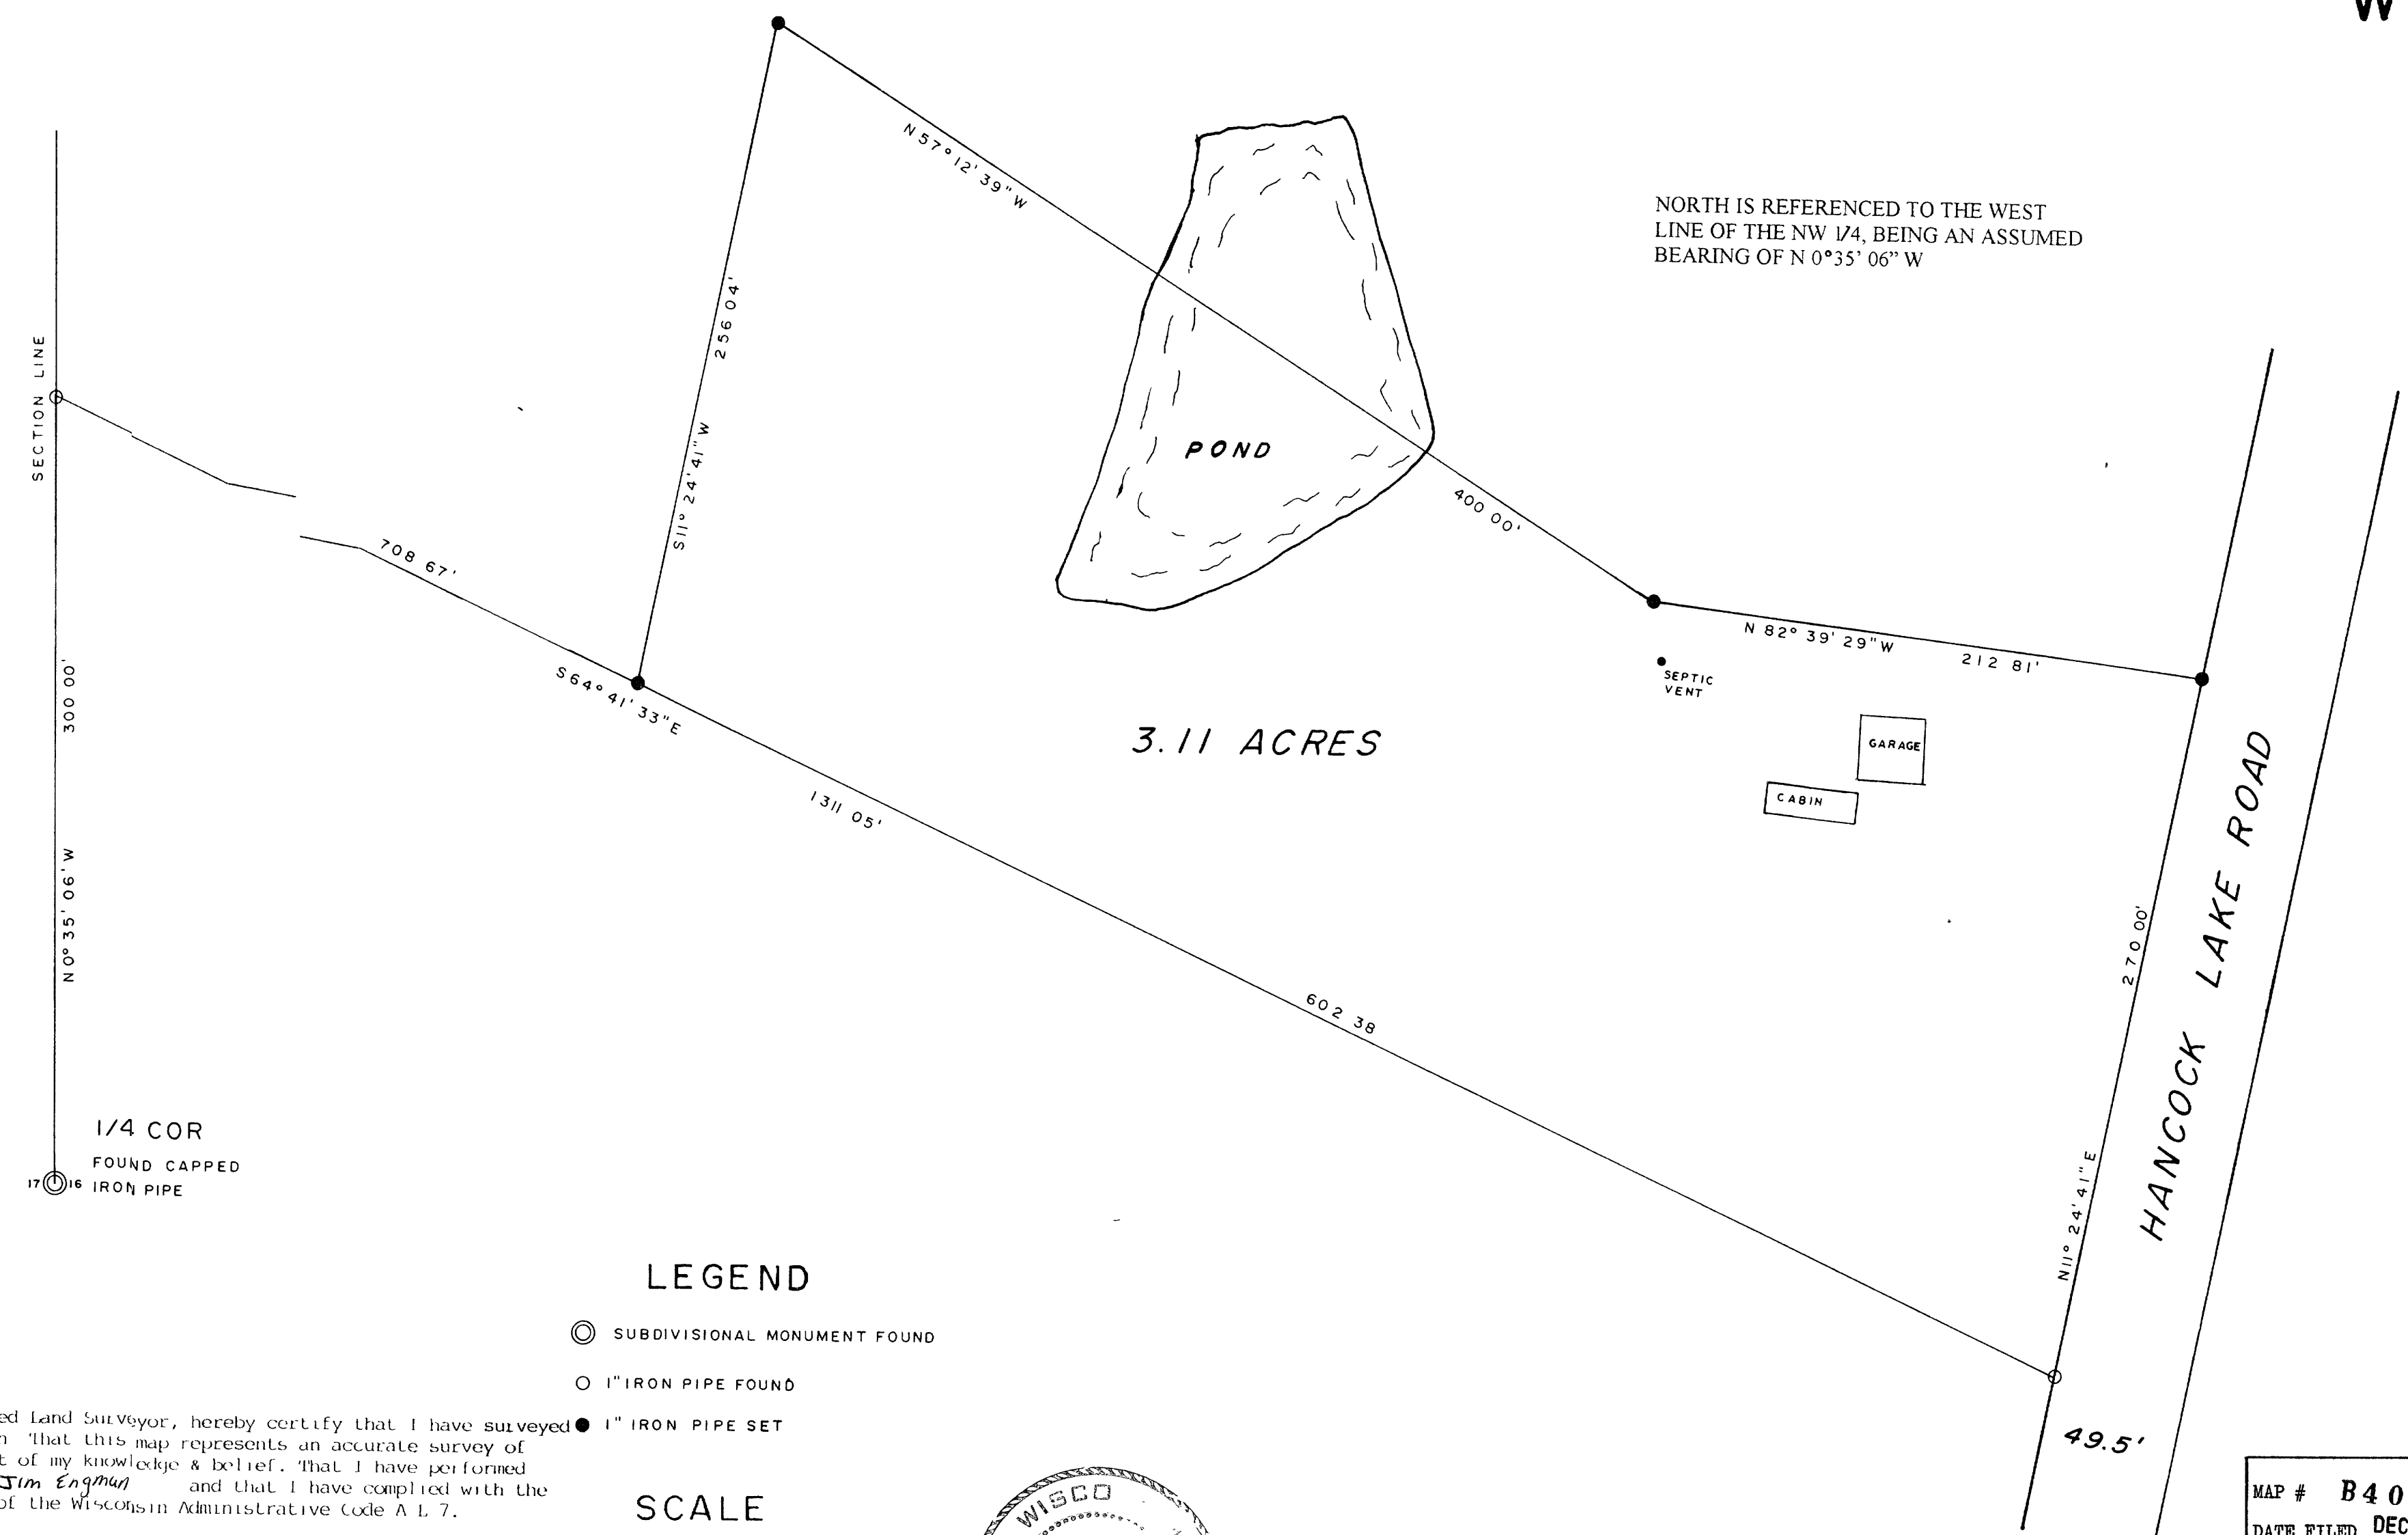 W
N 57° 12' 39" W
NORTH IS REFERENCED TO THE WEST
LINE OF THE NW 1/4, BEING AN ASSUMED
BEARING OF N 0°35' 06” W
SECTION LINE
256 04'
S11° 24' 41" W
POND
400 00'
708 67'
N 82° 39' 29" W
212 81'
SEPTIC
VENT
S64° 41' 33" E
300 00'
3.11 ACRES
GARAGE
CABIN
1311 05'
HANCOCK LAKE ROAD
270 00'
N 0° 35' 06" W
602 38
N11° 24' 41" E
1/4 COR
FOUND CAPPED
17 16 IRON PIPE
LEGEND
SUBDIVISIONAL MONUMENT FOUND
1" IRON PIPE FOUND
1" IRON PIPE SET
ed Land Surveyor, hereby certify that I have surveyed
n That this map represents an accurate survey of
t of my knowledge & belief. That I have performed
Jim Engman and that I have complied with the
of the Wisconsin Administrative Code A L 7.
49.5'
SCALE
WISCO
MAP # B40
DATE FILED DEC